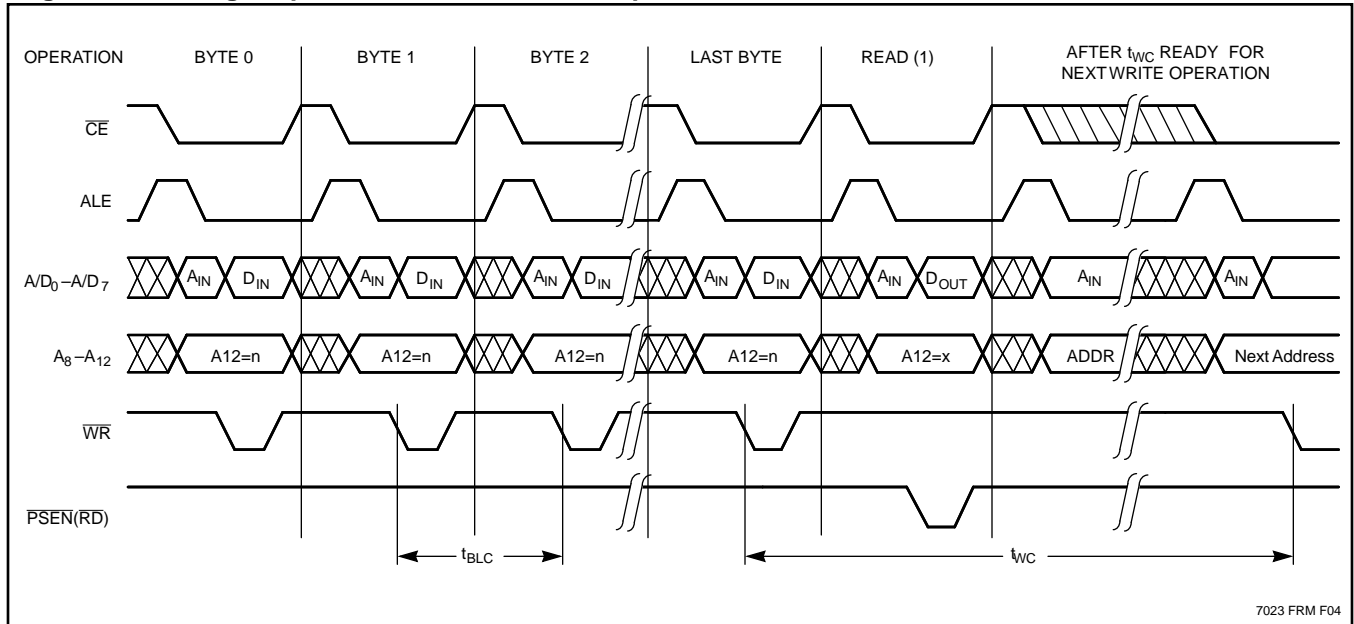 OPERATION BYTE 0 BYTE 1 BYTE 2 LAST BYTE READ (1) AFTER tWC READY FOR
NEXT WRITE OPERATION
CE
ALE
A/D0–A/D7 AIN DIN AIN DIN AIN DIN AIN DIN AIN DOUT AIN AIN
A8–A12 A12=n A12=n A12=n A12=n A12=x ADDR Next Address
WR
PSEN(RD)
tBLC tWC
7023 FRM F04